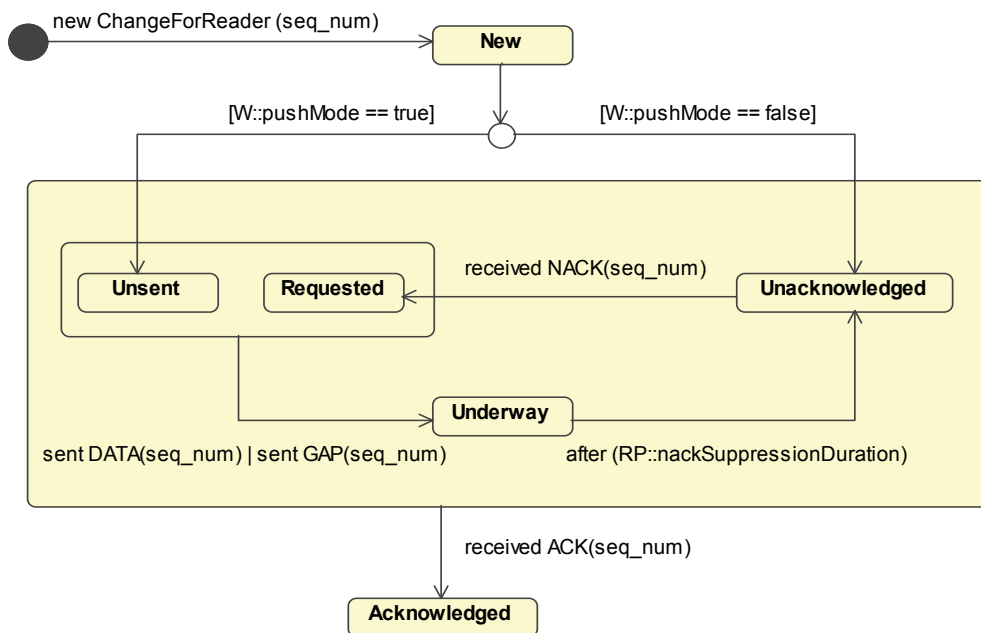 new ChangeForReader (seq_num)
New
[W::pushMode == true]
[W::pushMode == false]
received NACK(seq_num)
Unsent
Requested
Unacknowledged
Underway
sent DATA(seq_num) | sent GAP(seq_num)
after (RP::nackSuppressionDuration)
received ACK(seq_num)
Acknowledged